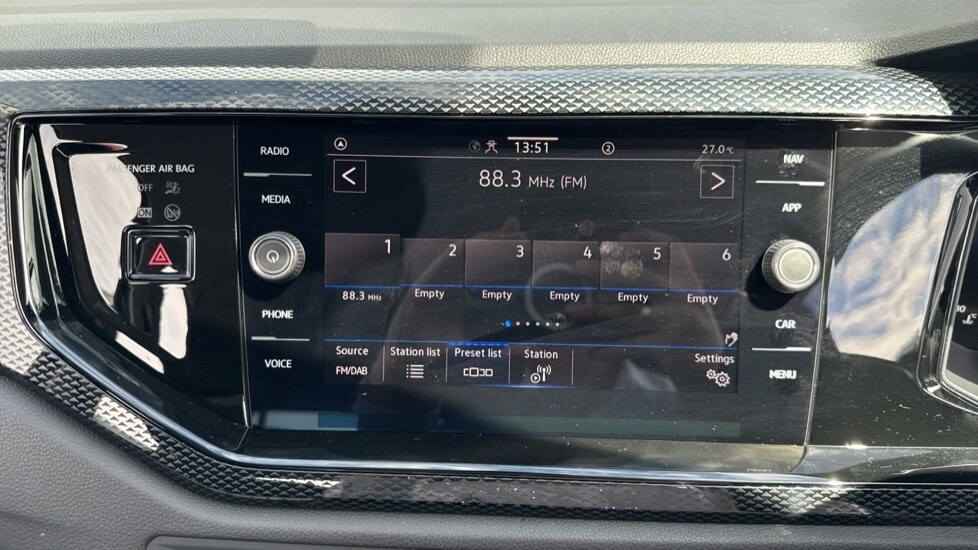 PASSENGER AIR BAG
OFF
ON
RADIO
MEDIA
PHONE
VOICE
13:51
2
27.0 °C
<
88.3 MHz (FM)
>
1 2 3 4 5 6
88.3 MHz Empty Empty Empty Empty Empty
Source Station list Preset list Station Settings
FM/DAB
NAV
APP
CAR
MENU